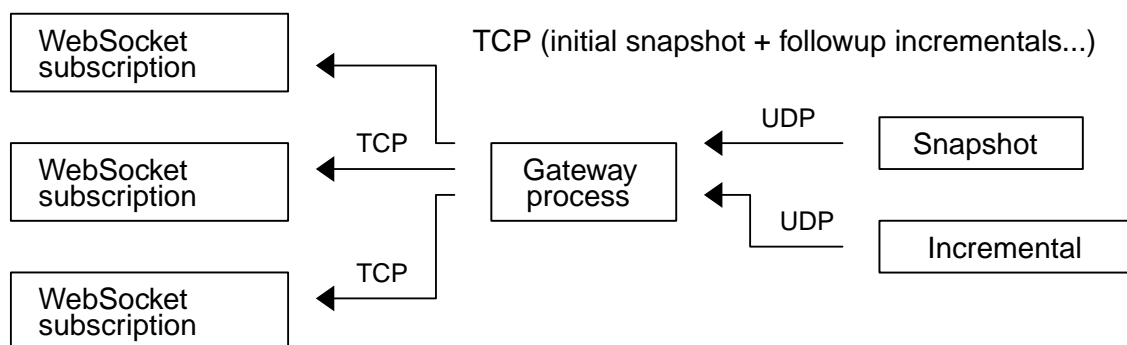 WebSocket
subscription
TCP (initial snapshot + followup incrementals...)
UDP
Snapshot
TCP
WebSocket
subscription
Gateway
process
UDP
Incremental
TCP
WebSocket
subscription